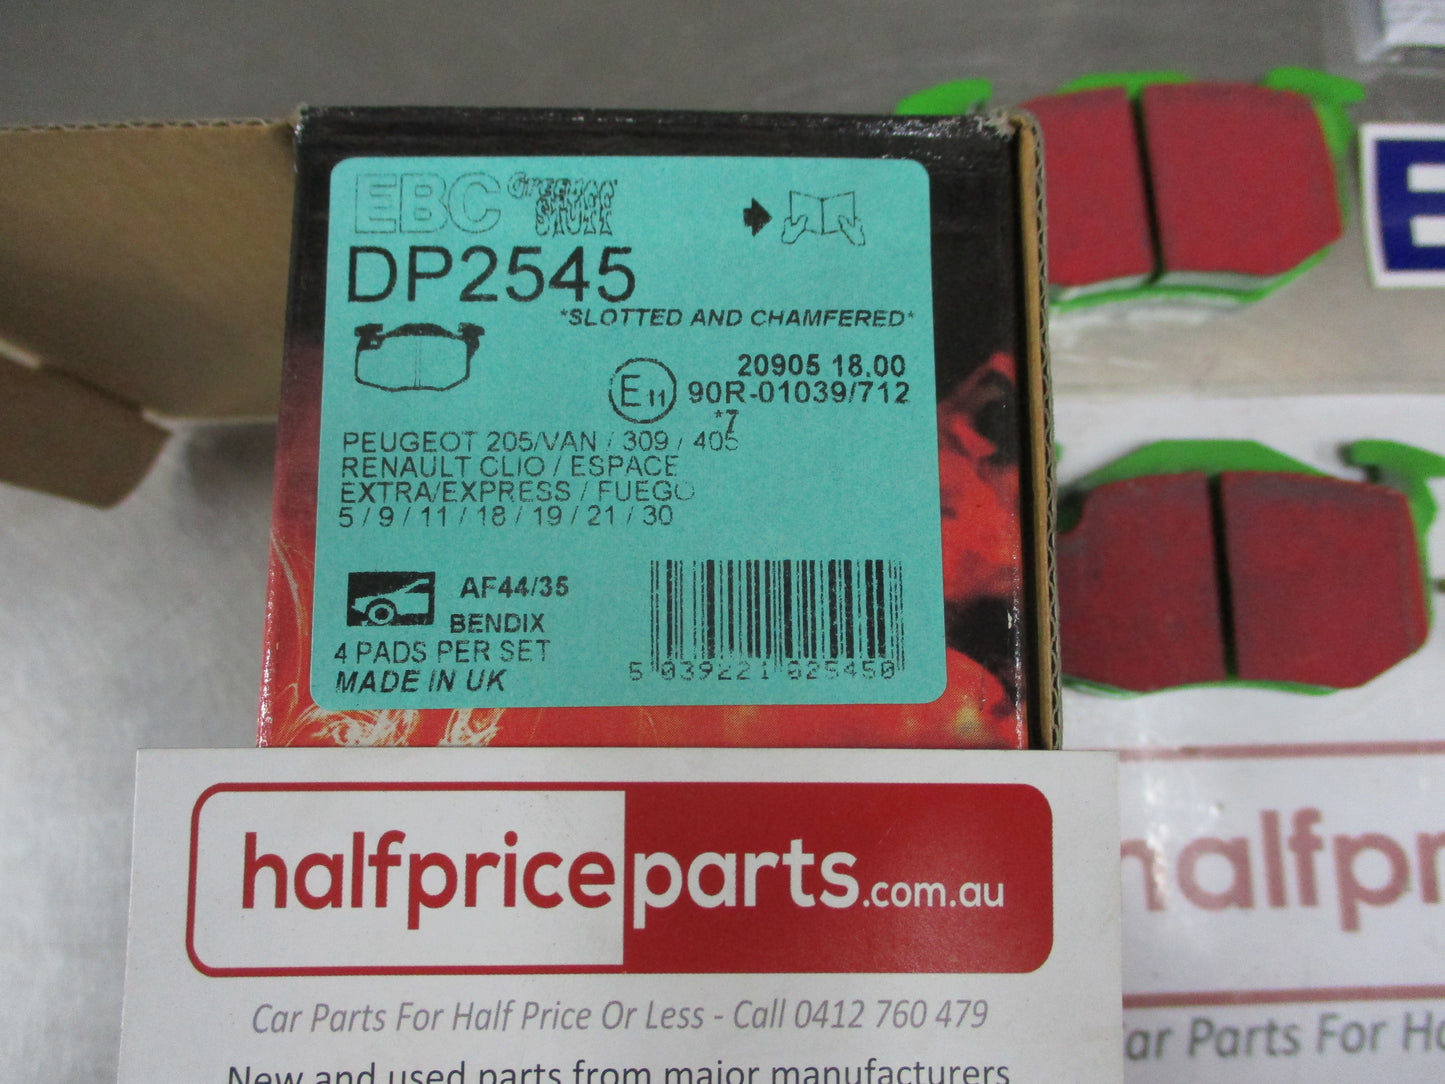 EBC Greenstuff
DP2545
*SLOTTED AND CHAMFERED*
20905 18.00
E11 90R-01039/712
*7
PEUGEOT 205/VAN / 309 / 405
RENAULT CLIO / ESPACE
EXTRA/EXPRESS / FUEGO
5 / 9 / 11 / 18 / 19 / 21 / 30
AF44/35
BENDIX
4 PADS PER SET
MADE IN UK
5 039221 025450
halfpriceparts.com.au
Car Parts For Half Price Or Less - Call 0412 760 479
New and used parts from major manufacturers
halfpr
Car Parts For Ha